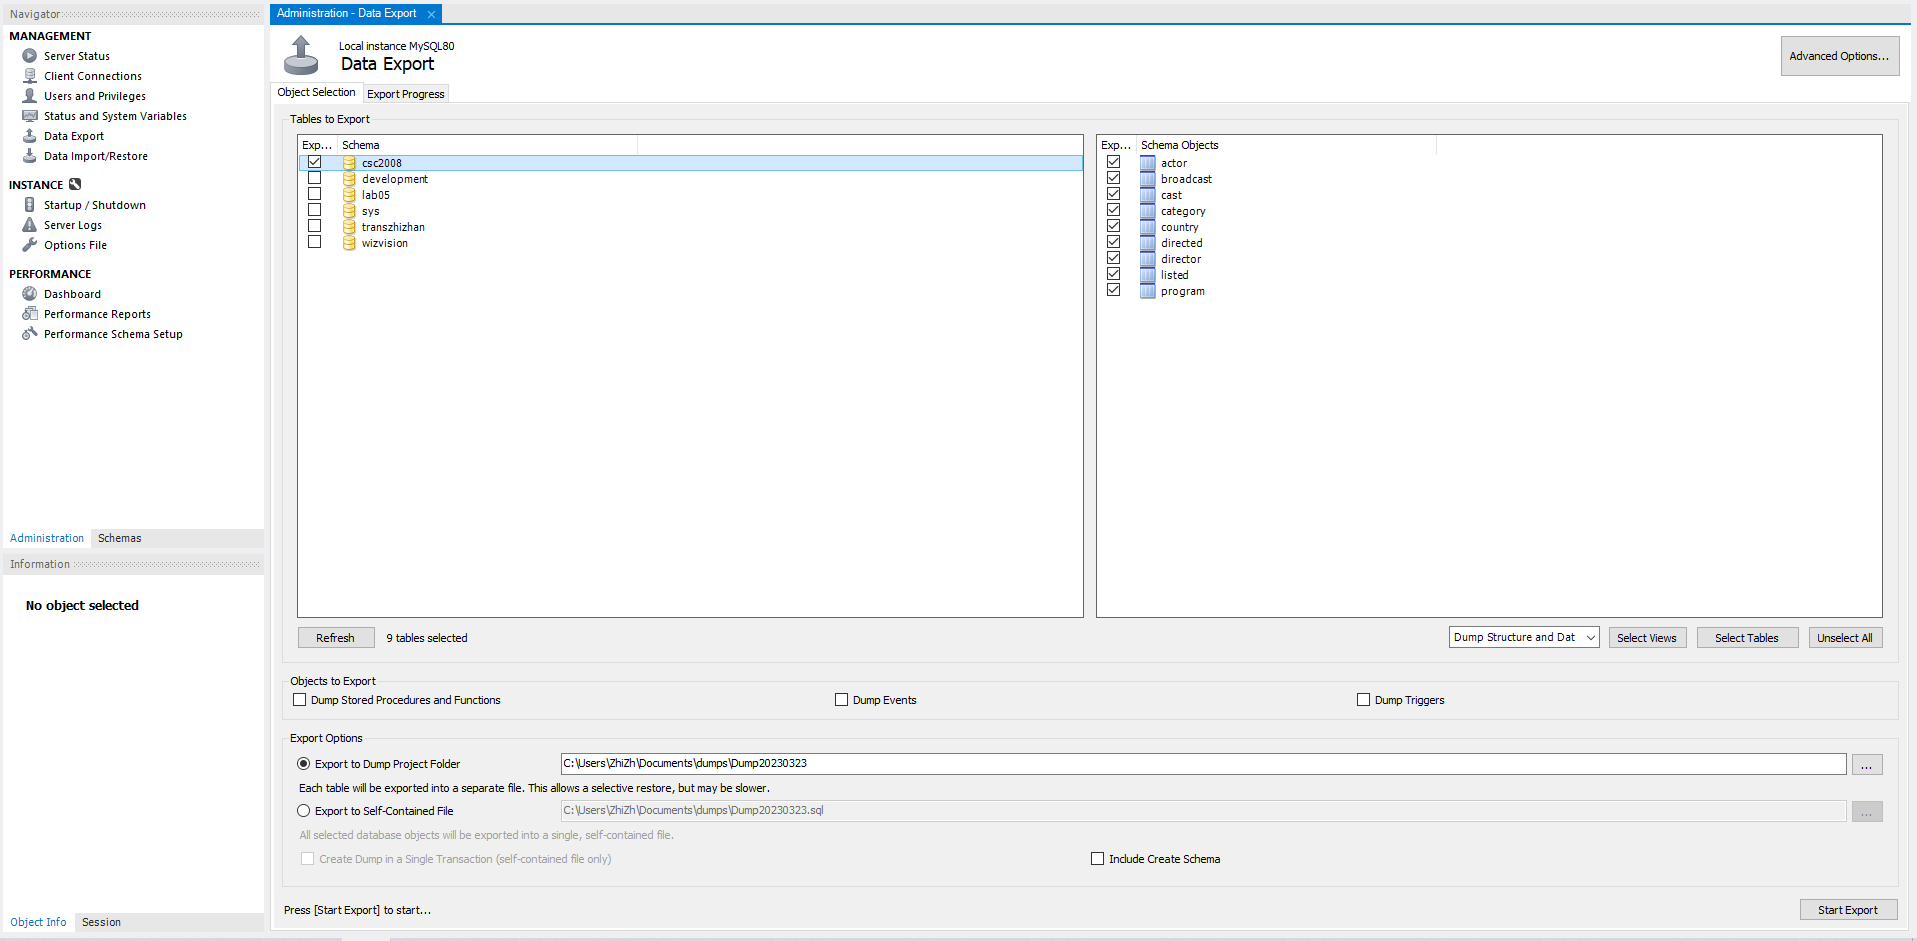 Navigator
MANAGEMENT
Server Status
Client Connections
Users and Privileges
Status and System Variables
Data Export
Data Import/Restore
INSTANCE
Startup / Shutdown
Server Logs
Options File
PERFORMANCE
Dashboard
Performance Reports
Performance Schema Setup
Administration Schemas
Information
No object selected
Object Info Session
Administration - Data Export
Local instance MySQL80
Data Export
Advanced Options...
Object Selection Export Progress
Tables to Export
Exp... Schema
csc2008
development
lab05
sys
transzhizhan
wizvision
Exp... Schema Objects
actor
broadcast
cast
category
country
directed
director
listed
program
Refresh 9 tables selected Dump Structure and Dat Select Views Select Tables Unselect All
Objects to Export
Dump Stored Procedures and Functions Dump Events Dump Triggers
Export Options
Export to Dump Project Folder C:\Users\ZhiZh\Documents\dumps\Dump20230323 ...
Each table will be exported into a separate file. This allows a selective restore, but may be slower.
Export to Self-Contained File C:\Users\ZhiZh\Documents\dumps\Dump20230323.sql ...
All selected database objects will be exported into a single, self-contained file.
Create Dump in a Single Transaction (self-contained file only) Include Create Schema
Press [Start Export] to start... Start Export